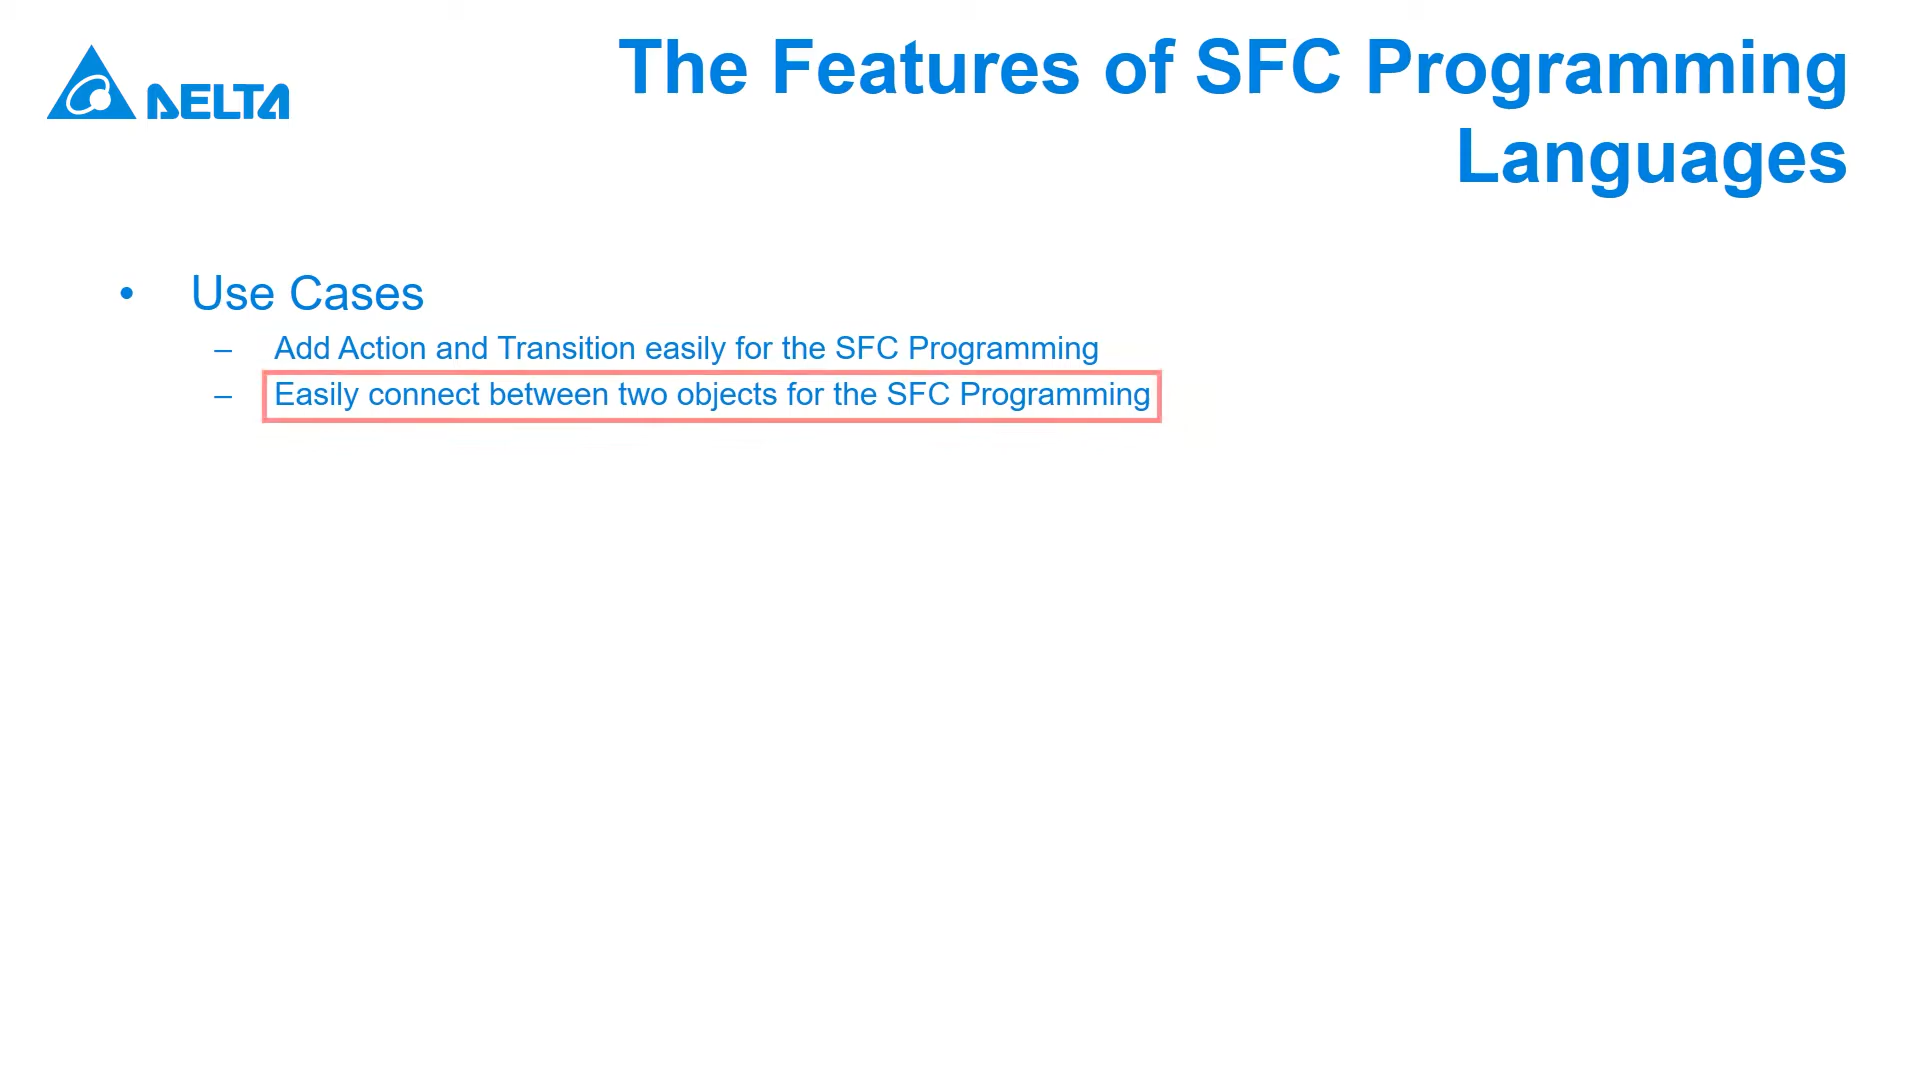 DELTA
The Features of SFC Programming
Languages
• Use Cases
– Add Action and Transition easily for the SFC Programming
– Easily connect between two objects for the SFC Programming